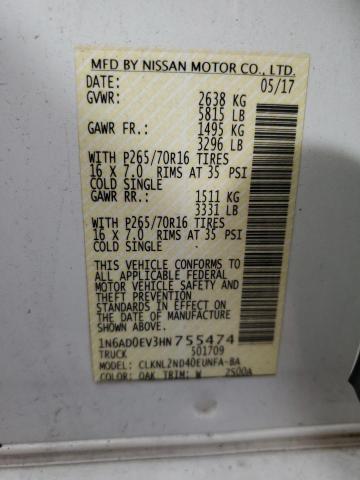 MFD BY NISSAN MOTOR CO., LTD.
DATE: 05/17
GVWR: 2638 KG
5815 LB
GAWR FR.: 1495 KG
3296 LB
WITH P265/70R16 TIRES
16 X 7.0 RIMS AT 35 PSI
COLD SINGLE
GAWR RR.: 1511 KG
3331 LB
WITH P265/70R16 TIRES
16 X 7.0 RIMS AT 35 PSI
COLD SINGLE
THIS VEHICLE CONFORMS TO
ALL APPLICABLE FEDERAL
MOTOR VEHICLE SAFETY AND
THEFT PREVENTION
STANDARDS IN EFFECT ON
THE DATE OF MANUFACTURE
SHOWN ABOVE.
1N6AD0EV3HN755474
TRUCK 501709
MODEL: CLKNL2ND40EUNFA-BA
COLOR: QAK TRIM: W 2S00A